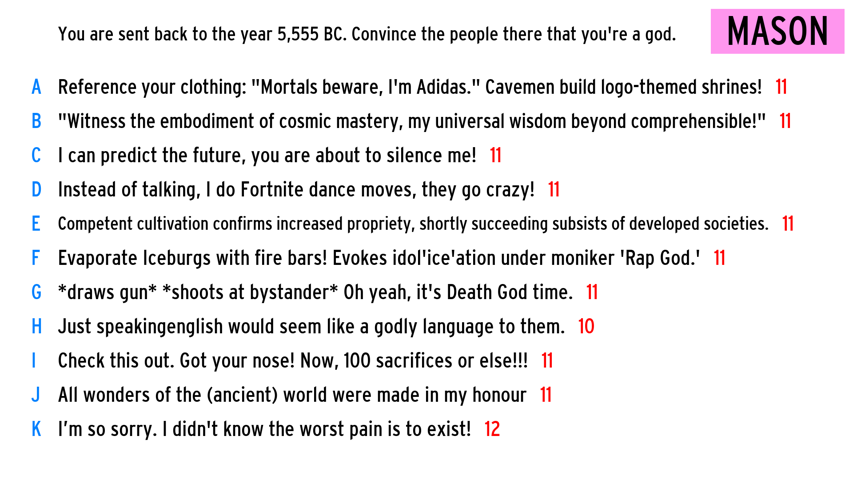 You are sent back to the year 5,555 BC. Convince the people there that you're a god.
MASON
A Reference your clothing: "Mortals beware, I'm Adidas." Cavemen build logo-themed shrines! 11
B "Witness the embodiment of cosmic mastery, my universal wisdom beyond comprehensible!" 11
C I can predict the future, you are about to silence me! 11
D Instead of talking, I do Fortnite dance moves, they go crazy! 11
E Competent cultivation confirms increased propriety, shortly succeeding subsists of developed societies. 11
F Evaporate Iceburgs with fire bars! Evokes idol'ice'ation under moniker 'Rap God.' 11
G *draws gun* *shoots at bystander* Oh yeah, it's Death God time. 11
H Just speakingenglish would seem like a godly language to them. 10
I Check this out. Got your nose! Now, 100 sacrifices or else!!! 11
J All wonders of the (ancient) world were made in my honour 11
K I’m so sorry. I didn't know the worst pain is to exist! 12